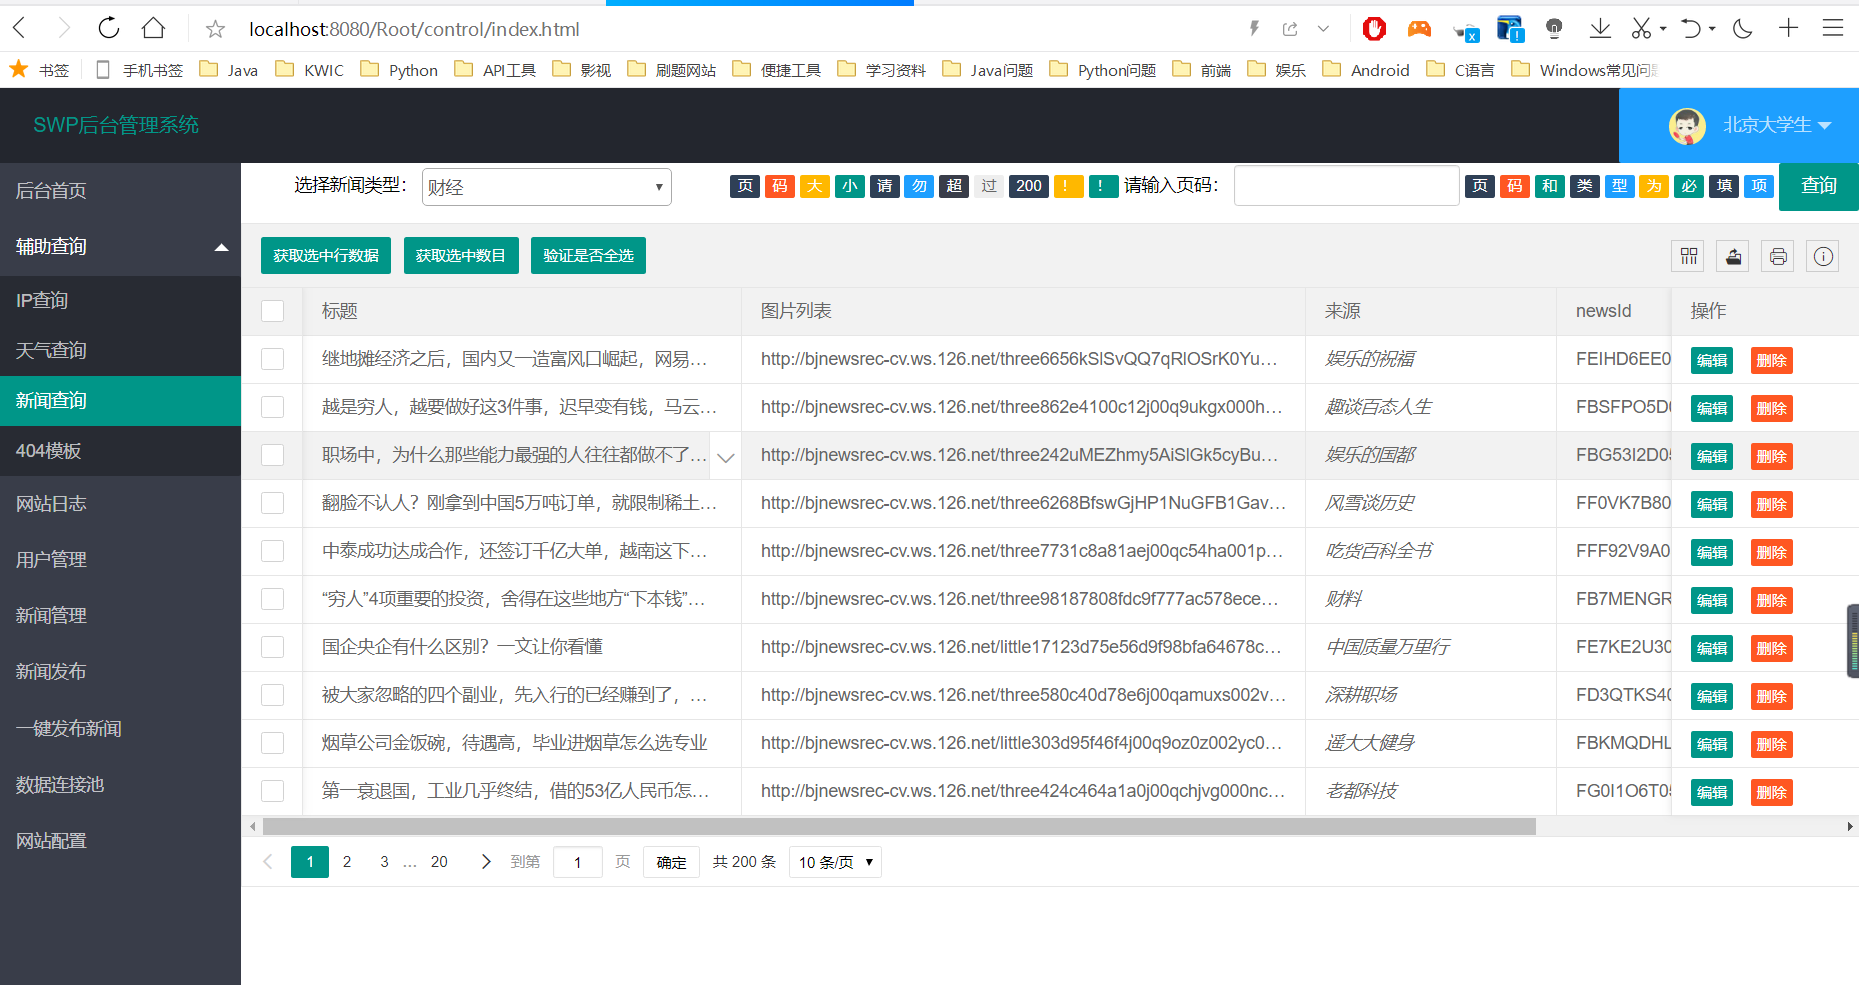 localhost:8080/Root/control/index.html
书签 手机书签 Java KWIC Python API工具 影视 刷题网站 便捷工具 学习资料 Java问题 Python问题 前端 娱乐 Android C语言 Windows常见问
SWP后台管理系统 北京大学生
后台首页
辅助查询
IP查询
天气查询
新闻查询
404模板
网站日志
用户管理
新闻管理
新闻发布
一键发布新闻
数据连接池
网站配置
选择新闻类型： 财经 页 码 大 小 请 勿 超 过 200 ！ ！ 请输入页码： 页 码 和 类 型 为 必 填 项 查询
获取选中行数据 获取选中数目 验证是否全选
标题 图片列表 来源 newsId 操作
继地摊经济之后，国内又一造富风口崛起，网易… http://bjnewsrec-cv.ws.126.net/three6656kSlSvQQ7qRlOSrK0Yu… 娱乐的祝福 FEIHD6EE0 编辑 删除
越是穷人，越要做好这3件事，迟早变有钱，马云… http://bjnewsrec-cv.ws.126.net/three862e4100c12j00q9ukgx000h… 趣谈百态人生 FBSFPO5D 编辑 删除
职场中，为什么那些能力最强的人往往都做不了… http://bjnewsrec-cv.ws.126.net/three242uMEZhmy5AiSlGk5cyBu… 娱乐的国都 FBG53I2D0 编辑 删除
翻脸不认人？刚拿到中国5万吨订单，就限制稀土… http://bjnewsrec-cv.ws.126.net/three6268BfswGjHP1NuGFB1Gav… 风雪谈历史 FF0VK7B80 编辑 删除
中泰成功达成合作，还签订千亿大单，越南这下… http://bjnewsrec-cv.ws.126.net/three7731c8a81aej00qc54ha001p… 吃货百科全书 FFF92V9A0 编辑 删除
“穷人”4项重要的投资，舍得在这些地方“下本钱”… http://bjnewsrec-cv.ws.126.net/three98187808fdc9f777ac578ece… 财料 FB7MENGR 编辑 删除
国企央企有什么区别？一文让你看懂 http://bjnewsrec-cv.ws.126.net/little17123d75e56d9f98bfa64678c… 中国质量万里行 FE7KE2U30 编辑 删除
被大家忽略的四个副业，先入行的已经赚到了，… http://bjnewsrec-cv.ws.126.net/three580c40d78e6j00qamuxs002v… 深耕职场 FD3QTKS40 编辑 删除
烟草公司金饭碗，待遇高，毕业进烟草怎么选专业 http://bjnewsrec-cv.ws.126.net/little303d95f46f4j00q9oz0z002yc0… 遥大大健身 FBKMQDHL 编辑 删除
第一衰退国，工业几乎终结，借的53亿人民币怎… http://bjnewsrec-cv.ws.126.net/three424c464a1a0j00qchjvg000nc… 老都科技 FG0I1O6T0 编辑 删除
1 2 3 … 20 到第 1 页 确定 共 200 条 10 条/页